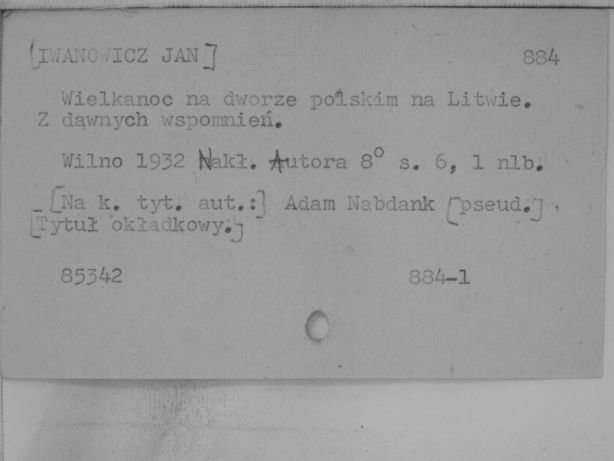 [IWANOWICZ JAN] 884
Wielkanoc na dworze polskim na Litwie.
Z dawnych wspomnień.
Wilno 1932 Nakł. Autora 8° s. 6, 1 nlb.
[Na k. tyt. aut.:] Adam Nabdank [pseud.].
[Tytuł okładkowy.]
85342 884-1